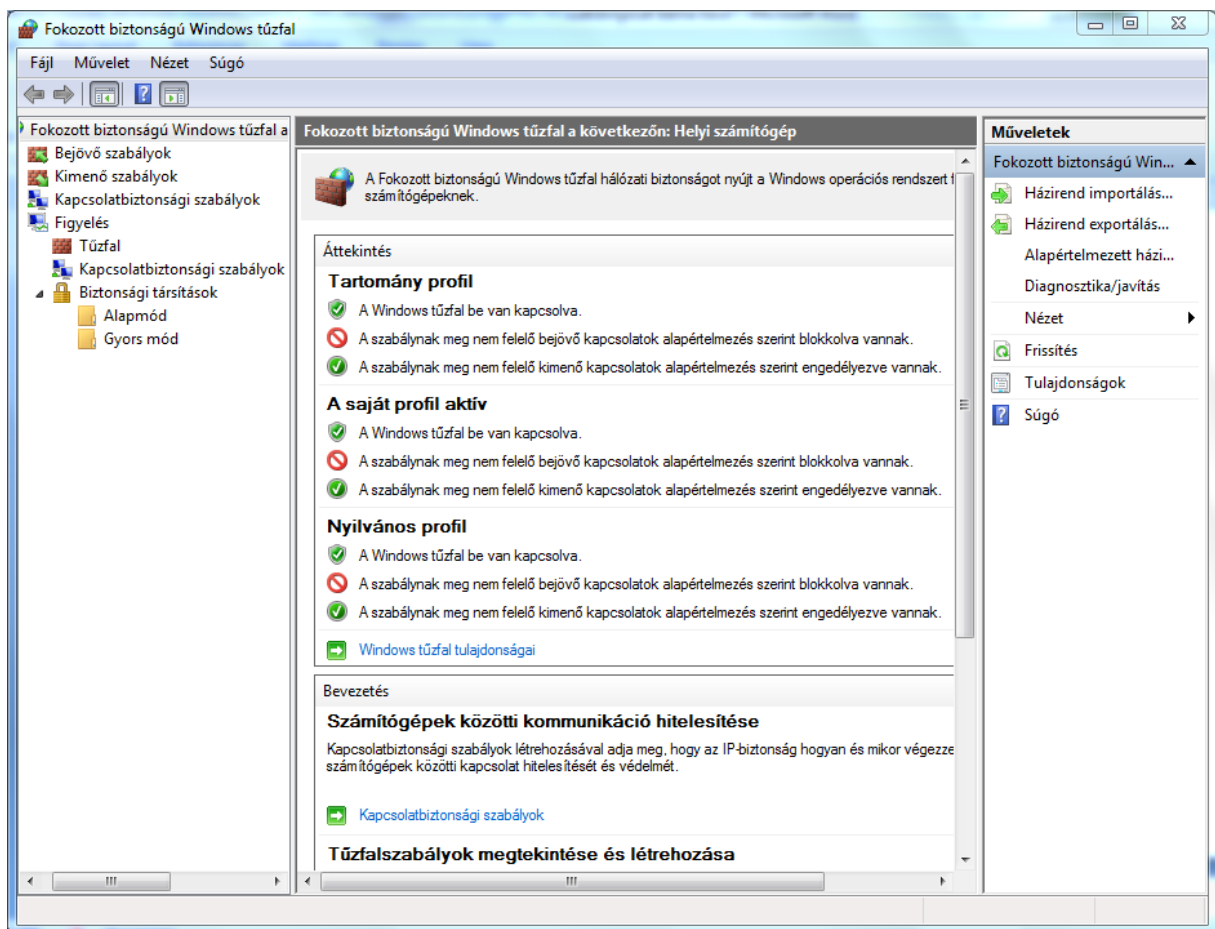 Fokozott biztonságú Windows tűzfal
Fájl Művelet Nézet Súgó
Fokozott biztonságú Windows tűzfal a
Bejövő szabályok
Kimenő szabályok
Kapcsolatbiztonsági szabályok
Figyelés
Tűzfal
Kapcsolatbiztonsági szabályok
Biztonsági társítások
Alapmód
Gyors mód
Fokozott biztonságú Windows tűzfal a következőn: Helyi számítógép
A Fokozott biztonságú Windows tűzfal hálózati biztonságot nyújt a Windows operációs rendszert
számítógépeknek.
Áttekintés
Tartomány profil
A Windows tűzfal be van kapcsolva.
A szabálynak meg nem felelő bejövő kapcsolatok alapértelmezés szerint blokkolva vannak.
A szabálynak meg nem felelő kimenő kapcsolatok alapértelmezés szerint engedélyezve vannak.
A saját profil aktív
A Windows tűzfal be van kapcsolva.
A szabálynak meg nem felelő bejövő kapcsolatok alapértelmezés szerint blokkolva vannak.
A szabálynak meg nem felelő kimenő kapcsolatok alapértelmezés szerint engedélyezve vannak.
Nyilvános profil
A Windows tűzfal be van kapcsolva.
A szabálynak meg nem felelő bejövő kapcsolatok alapértelmezés szerint blokkolva vannak.
A szabálynak meg nem felelő kimenő kapcsolatok alapértelmezés szerint engedélyezve vannak.
Windows tűzfal tulajdonságai
Bevezetés
Számítógépek közötti kommunikáció hitelesítése
Kapcsolatbiztonsági szabályok létrehozásával adja meg, hogy az IP-biztonság hogyan és mikor végezze
számítógépek közötti kapcsolat hitelesítését és védelmét.
Kapcsolatbiztonsági szabályok
Tűzfalszabályok megtekintése és létrehozása
Műveletek
Fokozott biztonságú Win...
Házirend importálás...
Házirend exportálás...
Alapértelmezett házi...
Diagnosztika/javítás
Nézet
Frissítés
Tulajdonságok
Súgó